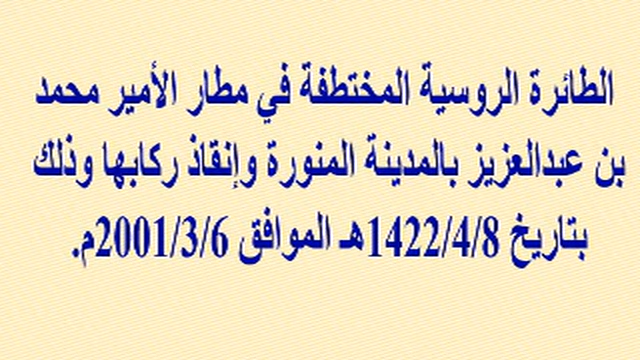 الطائرة الروسية المختطفة في مطار الأمير محمد
بن عبدالعزيز بالمدينة المنورة وإنقاذ ركابها وذلك
بتاريخ 1422/4/8هـ الموافق 2001/3/6م.